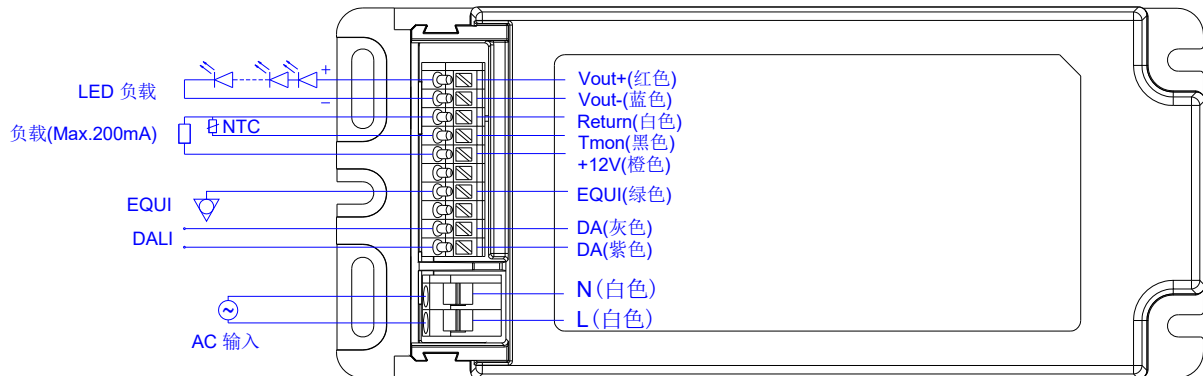 +
LED 负载
−
负载(Max.200mA)
NTC
EQUI
DALI
AC 输入
Vout+(红色)
Vout-(蓝色)
Return(白色)
Tmon(黑色)
+12V(橙色)
EQUI(绿色)
DA(灰色)
DA(紫色)
N(白色)
L(白色)